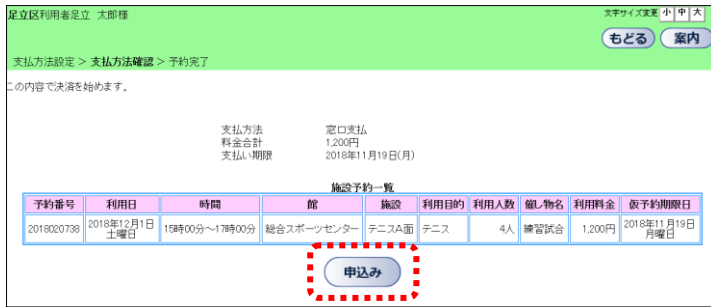 足立区利用者足立 太郎様
文字サイズ変更 小 中 大
もどる 案内
支払方法設定 > 支払方法確認 > 予約完了
この内容で決済を始めます。
支払方法 窓口支払
料金合計 1,200円
支払い期限 2018年11月19日(月)
施設予約一覧
予約番号 利用日 時間 館 施設 利用目的 利用人数 催し物名 利用料金 仮予約期限日
2018020738 2018年12月1日 土曜日 15時00分～17時00分 総合スポーツセンター テニスA面 テニス 4人 練習試合 1,200円 2018年11月19日 月曜日
申込み